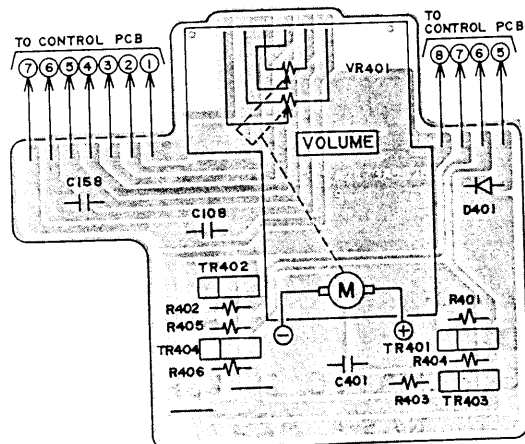 TO CONTROL PCB
7 6 5 4 3 2 1
TO
CONTROL PCB
8 7 6 5
VR401
VOLUME
C158
D401
C108
TR402
M
R402
R401
R405
− +
TR401
TR404
R404
R406
C401
R403
TR403